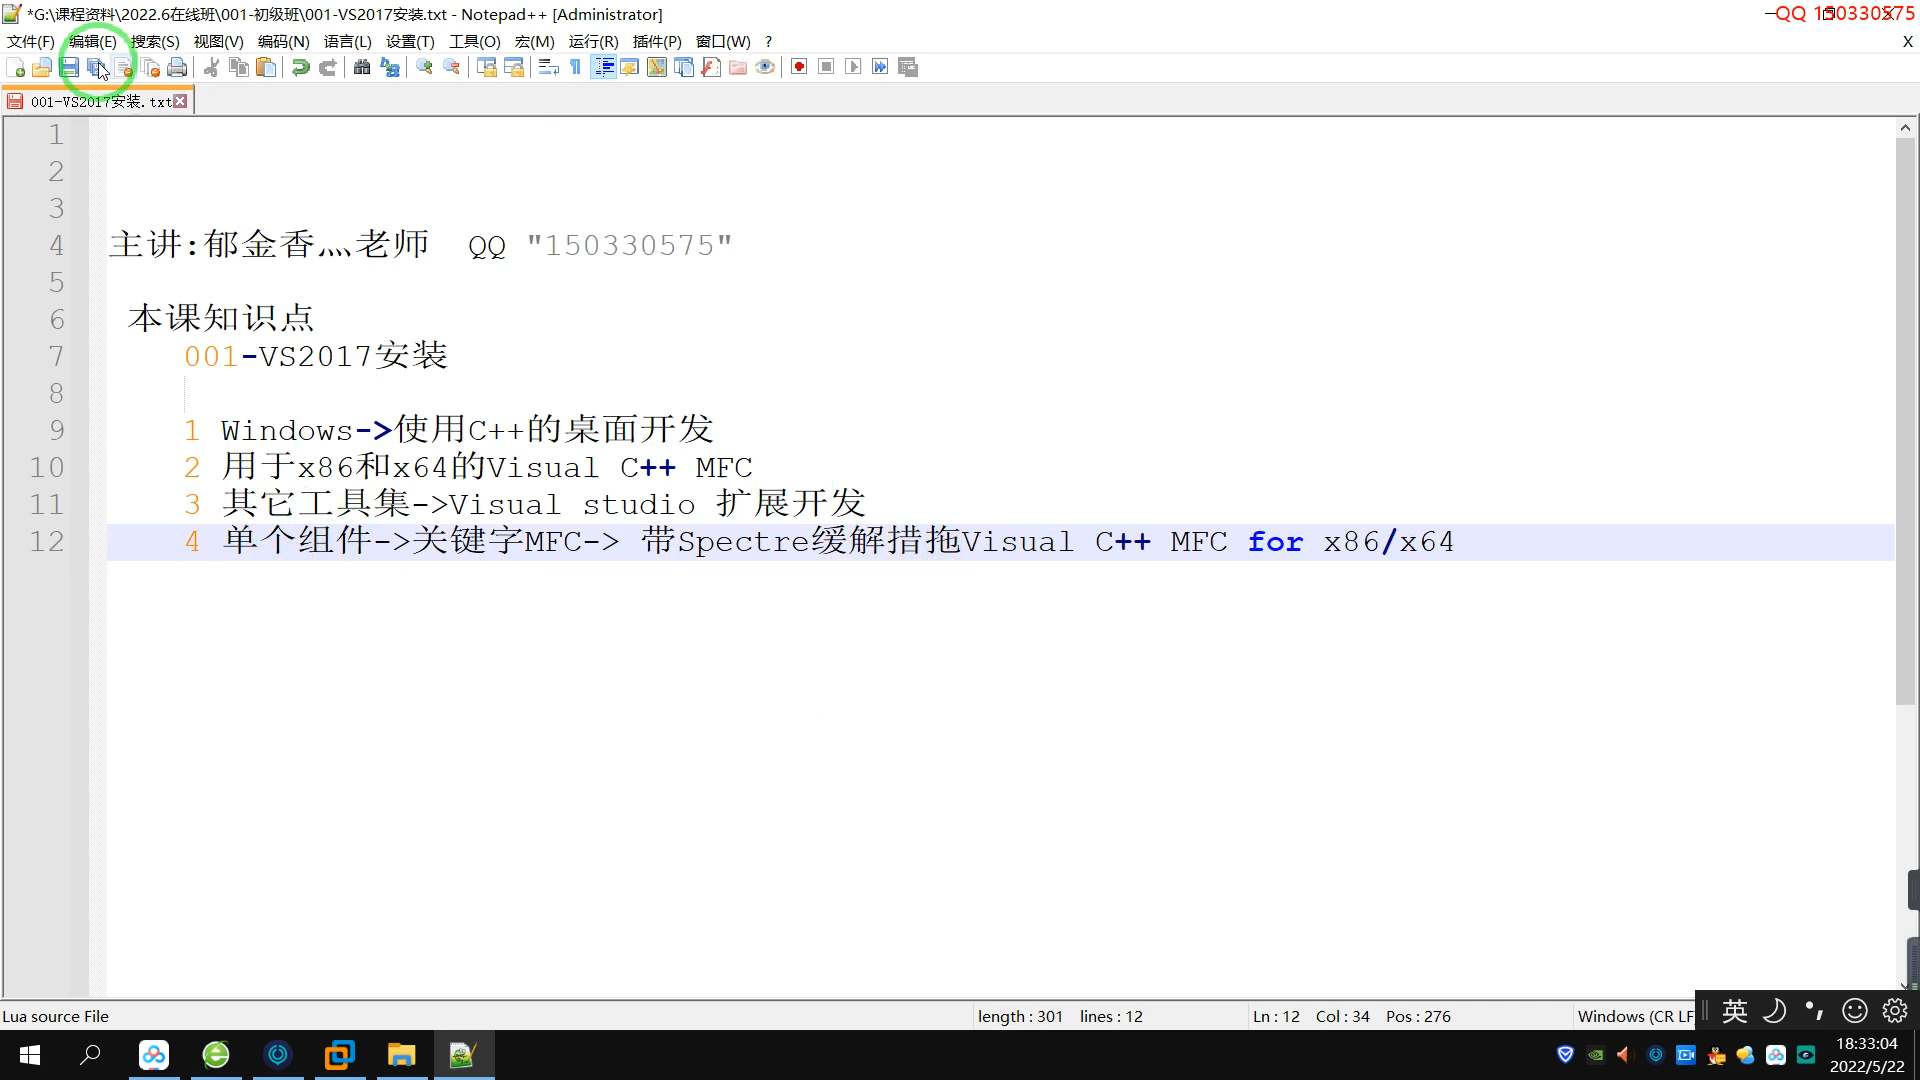 *G:\课程资料\2022.6在线班\001-初级班\001-VS2017安装.txt - Notepad++ [Administrator]
QQ 150330575
文件(F) 编辑(E) 搜索(S) 视图(V) 编码(N) 语言(L) 设置(T) 工具(O) 宏(M) 运行(R) 插件(P) 窗口(W) ? X
001-VS2017安装.txt
1
2
3
4 主讲:郁金香灬老师 QQ "150330575"
5
6 本课知识点
7 001-VS2017安装
8
9 1 Windows->使用C++的桌面开发
10 2 用于x86和x64的Visual C++ MFC
11 3 其它工具集->Visual studio 扩展开发
12 4 单个组件->关键字MFC-> 带Spectre缓解措拖Visual C++ MFC for x86/x64
Lua source File length : 301 lines : 12 Ln : 12 Col : 34 Pos : 276 Windows (CR LF 英
18:33:04
2022/5/22